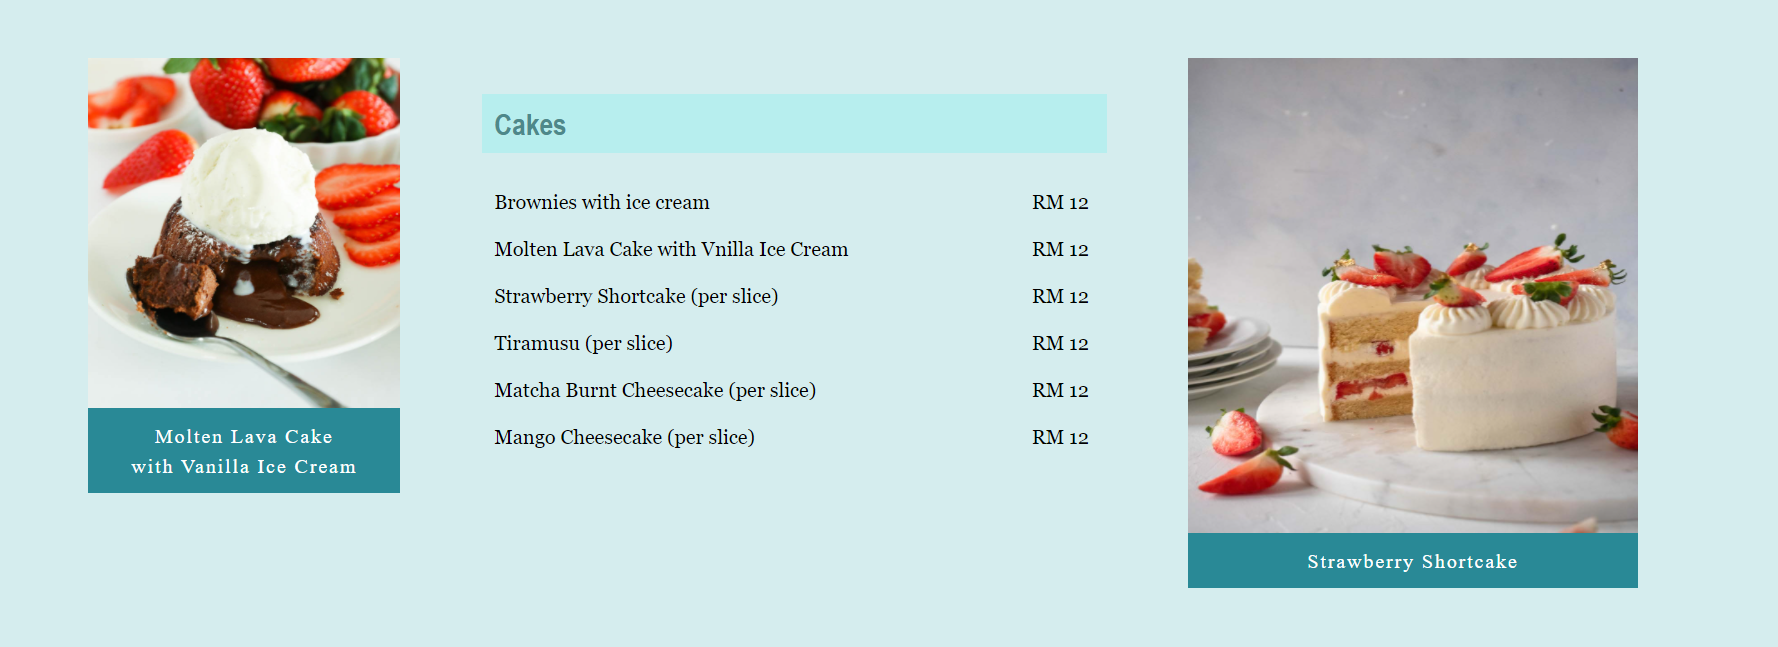 Molten Lava Cake
with Vanilla Ice Cream
Cakes
Brownies with ice cream RM 12
Molten Lava Cake with Vnilla Ice Cream RM 12
Strawberry Shortcake (per slice) RM 12
Tiramusu (per slice) RM 12
Matcha Burnt Cheesecake (per slice) RM 12
Mango Cheesecake (per slice) RM 12
Strawberry Shortcake